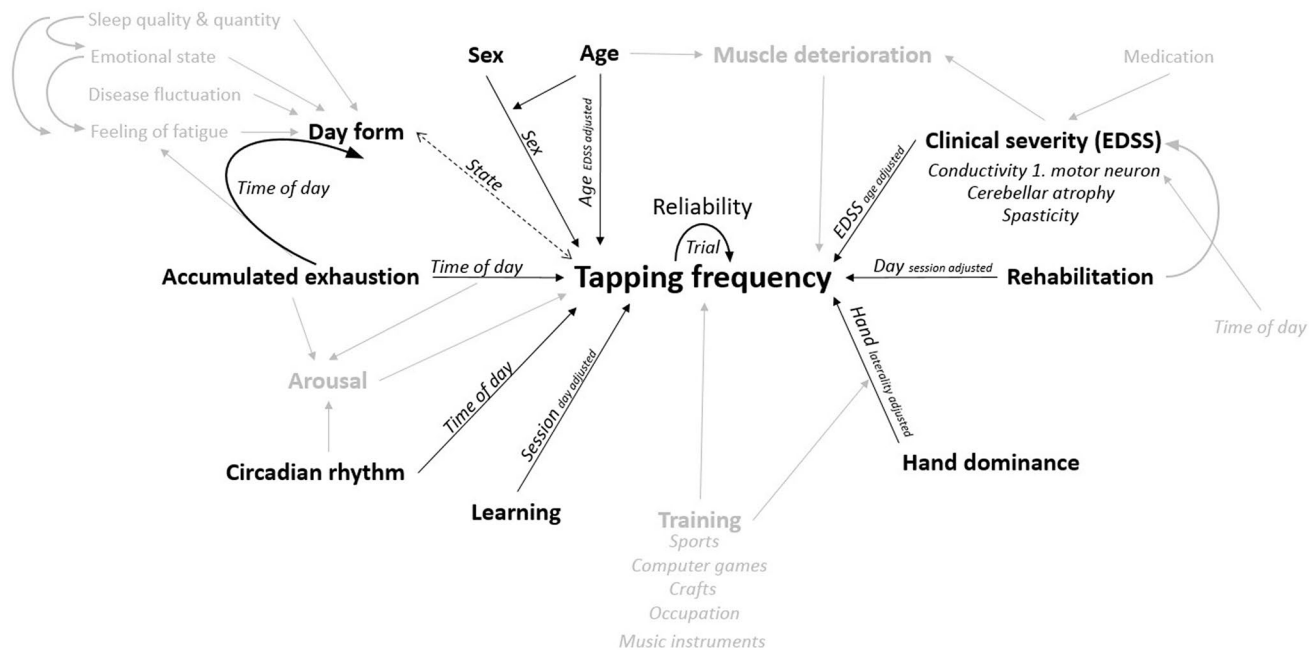 Sleep quality & quantity
Emotional state
Disease fluctuation
Feeling of fatigue
Day form
Time of day
Sex
Age
Muscle deterioration
Medication
Clinical severity (EDSS)
Conductivity 1. motor neuron
Cerebellar atrophy
Spasticity
Sex
Age EDSS adjusted
State
EDSS age adjusted
Reliability
Trial
Accumulated exhaustion
Time of day
Tapping frequency
Day session adjusted
Rehabilitation
Time of day
Arousal
Time of day
Session day adjusted
Hand laterality adjusted
Circadian rhythm
Learning
Hand dominance
Training
Sports
Computer games
Crafts
Occupation
Music instruments